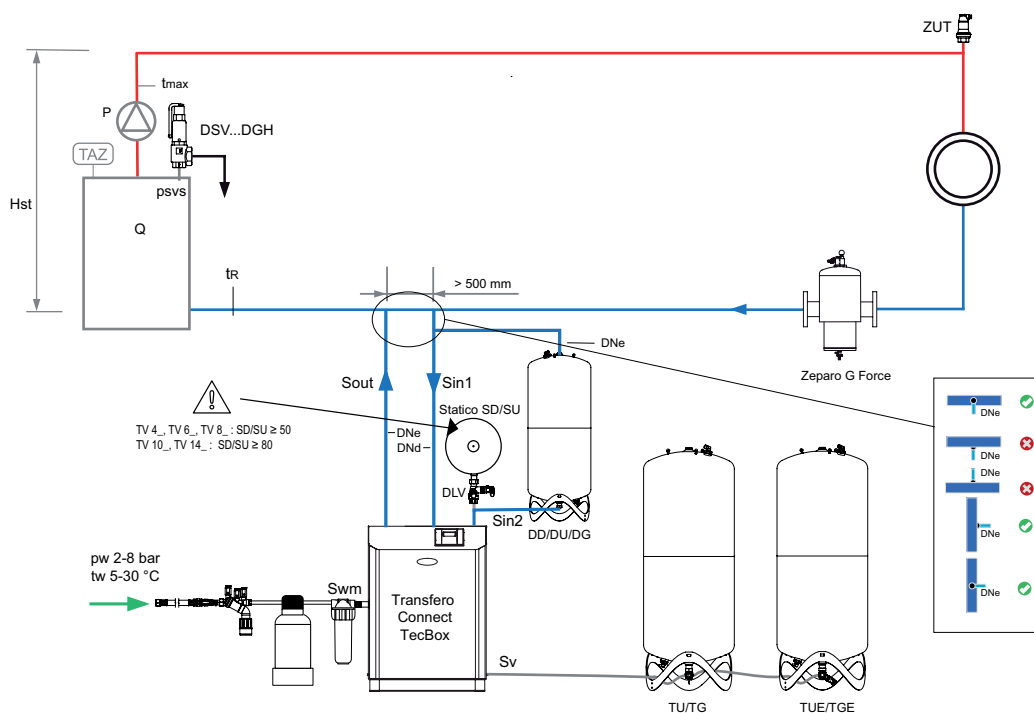 ZUT
tmax
P
DSV...DGH
TAZ
psvs
Hst
Q
tR
> 500 mm
DNe
Zeparo G Force
Sout
Sin1
Statico SD/SU
TV 4_, TV 6_, TV 8_ : SD/SU ≥ 50
TV 10_, TV 14_ : SD/SU ≥ 80
DNe
DNd
DLV
Sin2
DD/DU/DG
DNe
DNe
DNe
DNe
DNe
pw 2-8 bar
tw 5-30 °C
Swm
Transfero
Connect
TecBox
Sv
TU/TG
TUE/TGE